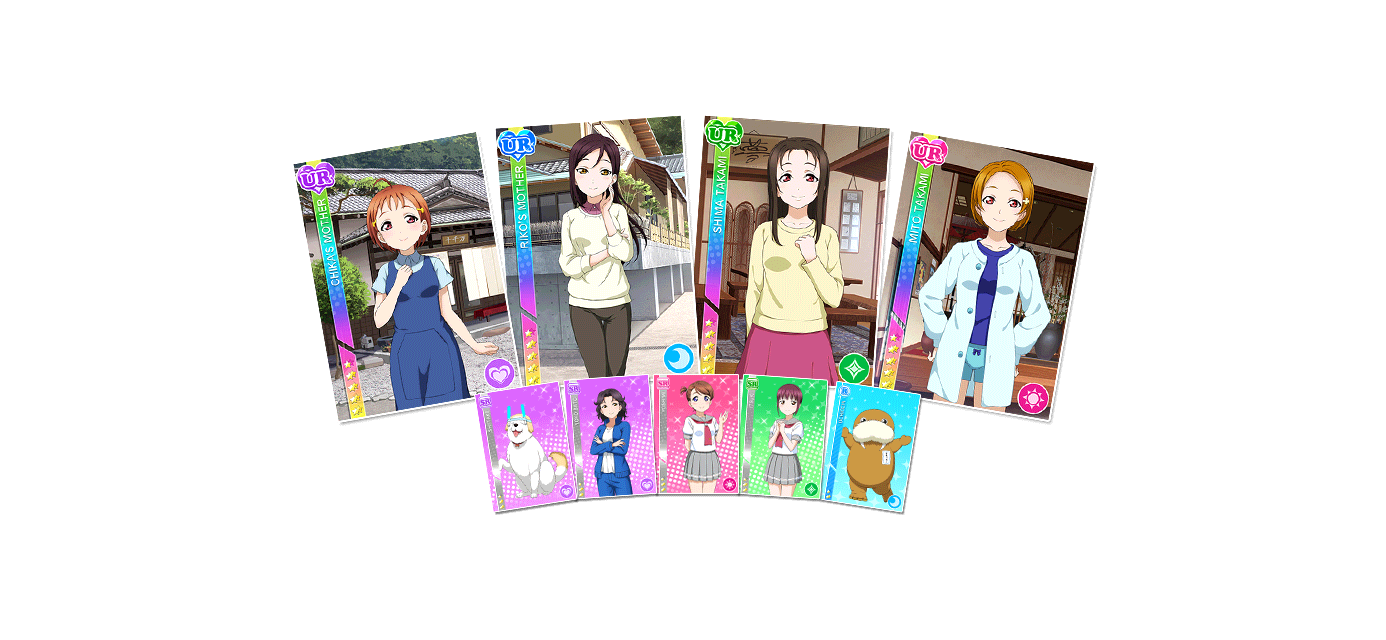 UR
CHIKA'S MOTHER
UR
RIKO'S MOTHER
UR
SHIMA TAKAMI
UR
MITO TAKAMI
SR
SR
SR
SR
R